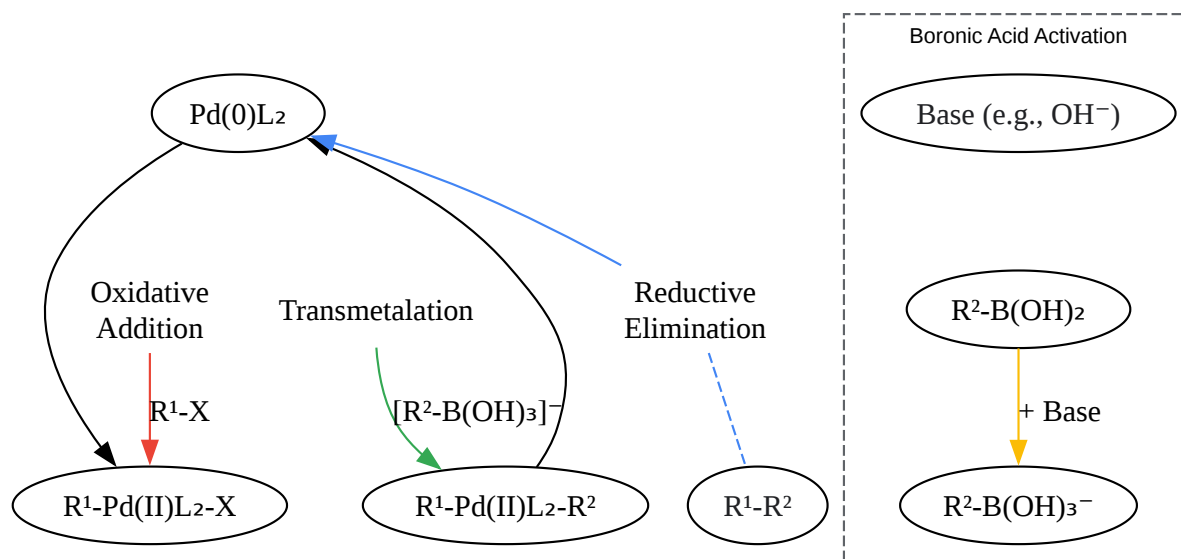 Boronic Acid Activation
Pd(0)L₂
Base (e.g., OH⁻)
Oxidative
Addition
Transmetalation
Reductive
Elimination
R²-B(OH)₂
R¹-X
[R²-B(OH)₃]⁻
+ Base
R¹-Pd(II)L₂-X
R¹-Pd(II)L₂-R²
R¹-R²
R²-B(OH)₃⁻